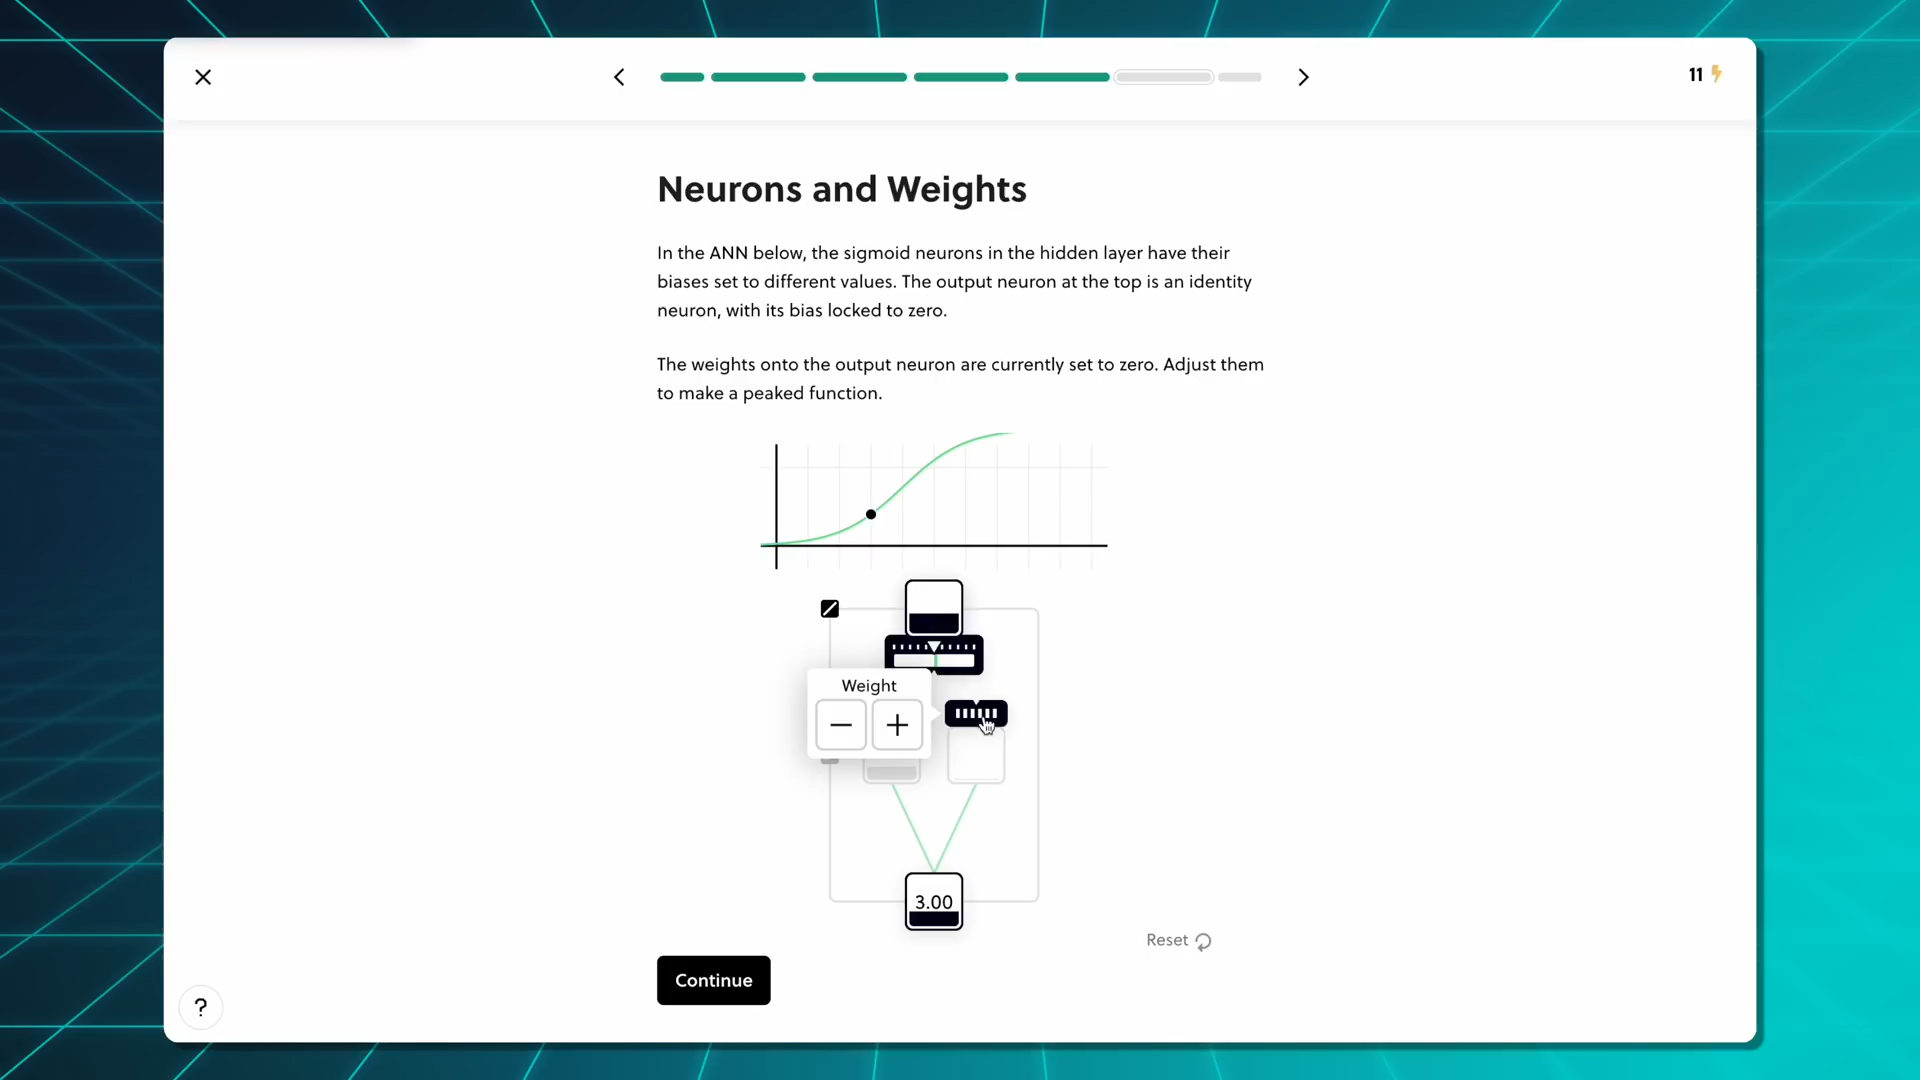 11
Neurons and Weights
In the ANN below, the sigmoid neurons in the hidden layer have their
biases set to different values. The output neuron at the top is an identity
neuron, with its bias locked to zero.
The weights onto the output neuron are currently set to zero. Adjust them
to make a peaked function.
Weight
3.00
Reset
Continue
?